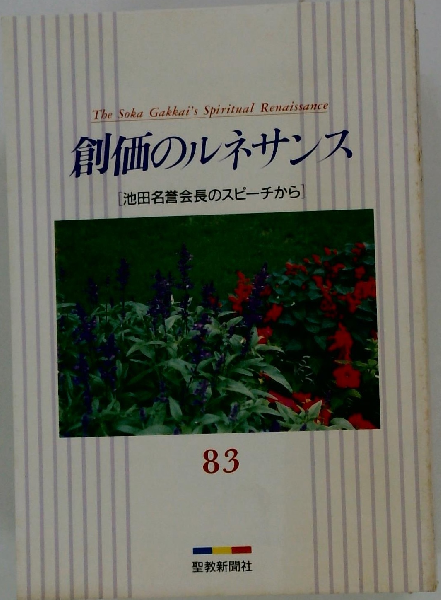 The Soka Gakkai's Spiritual Renaissance
創価のルネサンス
[池田名誉会長のスピーチから]
83
聖教新聞社